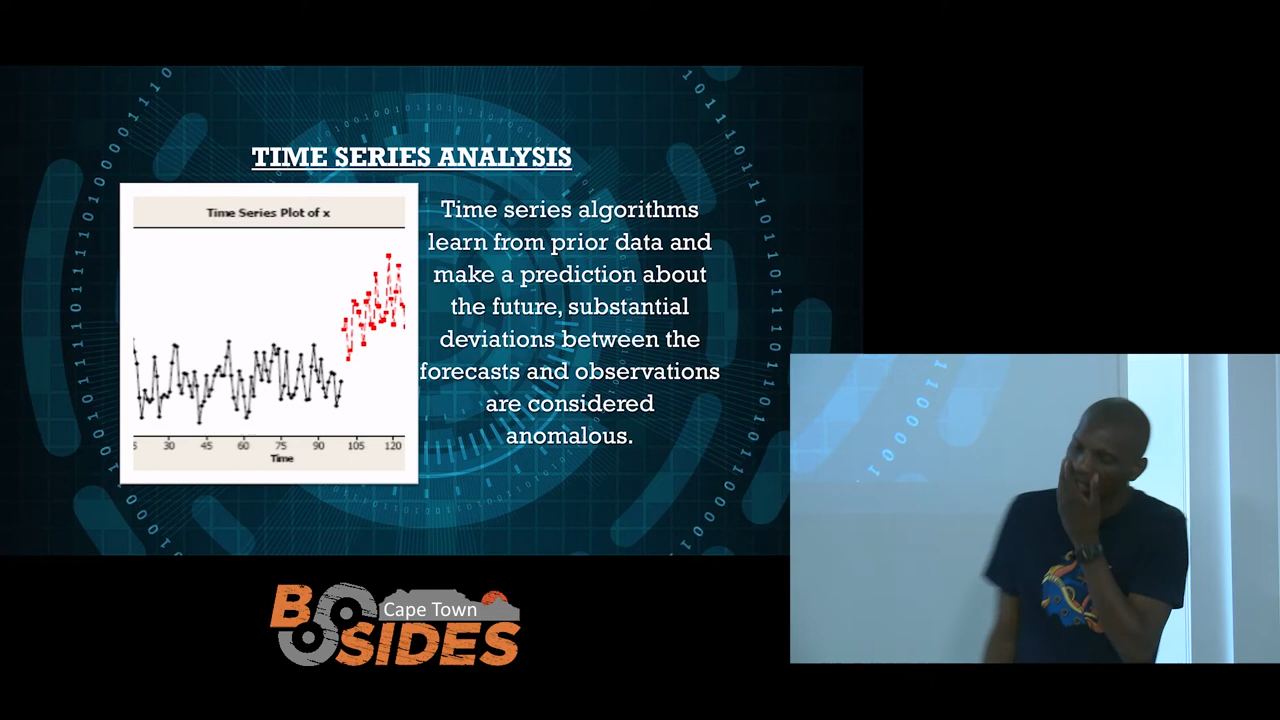 TIME SERIES ANALYSIS
Time Series Plot of x
30 45 60 75 90 105 120
Time
Time series algorithms
learn from prior data and
make a prediction about
the future, substantial
deviations between the
forecasts and observations
are considered
anomalous.
Cape Town
BSIDES